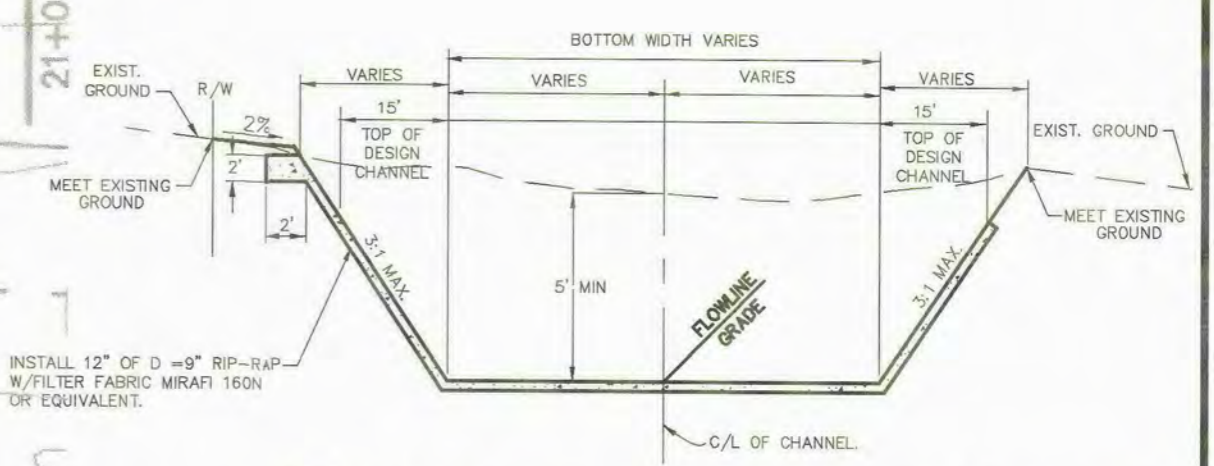 21+0
BOTTOM WIDTH VARIES
EXIST.
GROUND
R/W
VARIES
VARIES
VARIES
VARIES
2%
15'
TOP OF
DESIGN
CHANNEL
15'
TOP OF
DESIGN
CHANNEL
EXIST. GROUND
2'
MEET EXISTING
GROUND
2'
MEET EXISTING
GROUND
3:1 MAX.
5' MIN
FLOWLINE
GRADE
3:1 MAX.
INSTALL 12" OF D =9" RIP-RAP
W/FILTER FABRIC MIRAFI 160N
OR EQUIVALENT.
C/L OF CHANNEL.